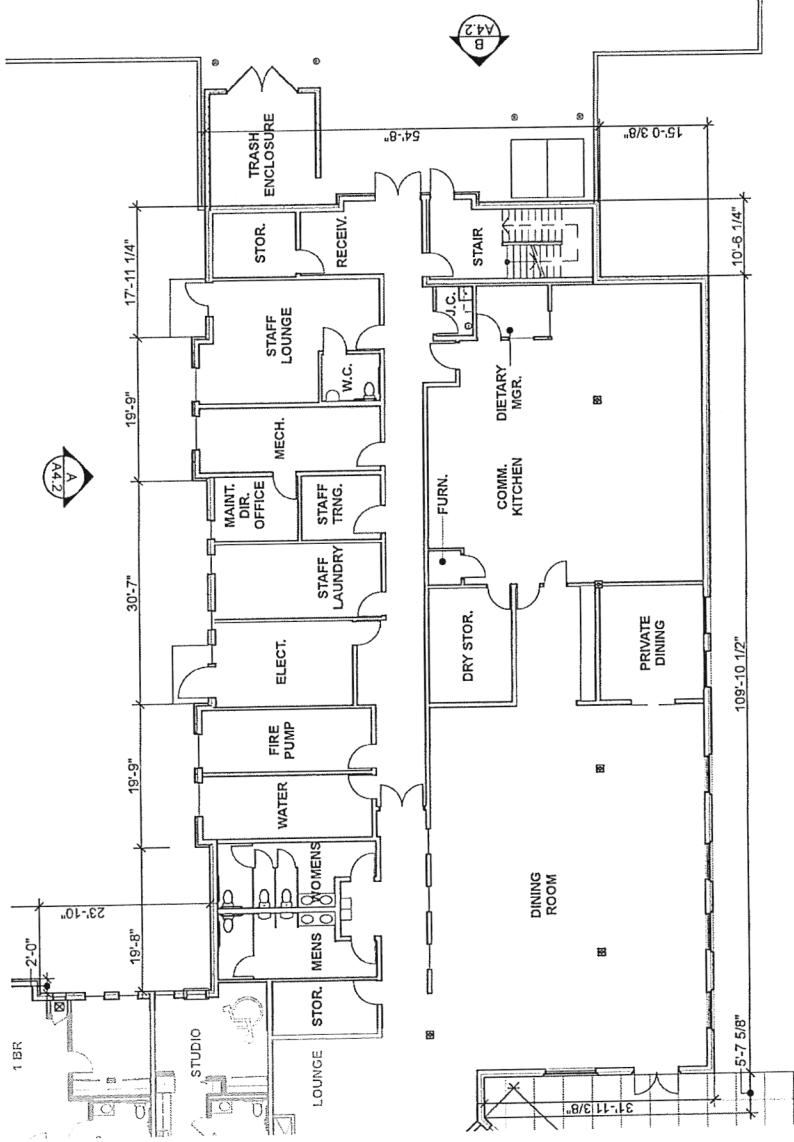 B
A4.2
54'-8"
15'-0 3/8"
TRASH
ENCLOSURE
17'-11 1/4"
STOR.
RECEIV.
STAIR
10'-6 1/4"
STAFF
LOUNGE
W.C.
J.C.
DIETARY
MGR.
19'-9"
A
A4.2
MECH.
MAINT.
DIR.
OFFICE
STAFF
TRNG.
FURN.
COMM.
KITCHEN
30'-7"
STAFF
LAUNDRY
ELECT.
DRY STOR.
PRIVATE
DINING
109'-10 1/2"
19'-9"
FIRE
PUMP
WATER
23'-10"
19'-8"
2'-0"
WOMENS
MENS
STOR.
DINING
ROOM
1 BR
STUDIO
LOUNGE
31'-11 3/8"
5'-7 5/8"